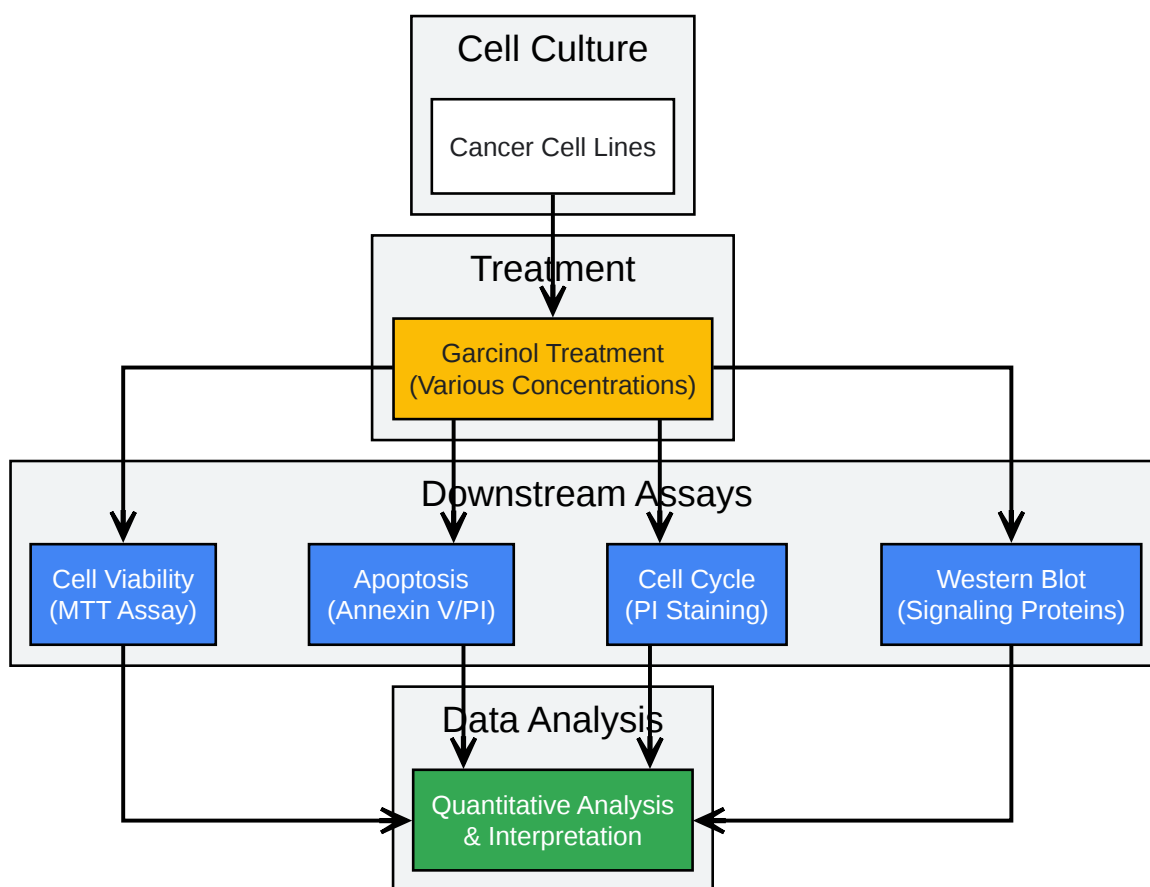 Cell Culture
Cancer Cell Lines
Treatment
Garcinol Treatment
(Various Concentrations)
Downstream Assays
Cell Viability
(MTT Assay)
Apoptosis
(Annexin V/PI)
Cell Cycle
(PI Staining)
Western Blot
(Signaling Proteins)
Data Analysis
Quantitative Analysis
& Interpretation